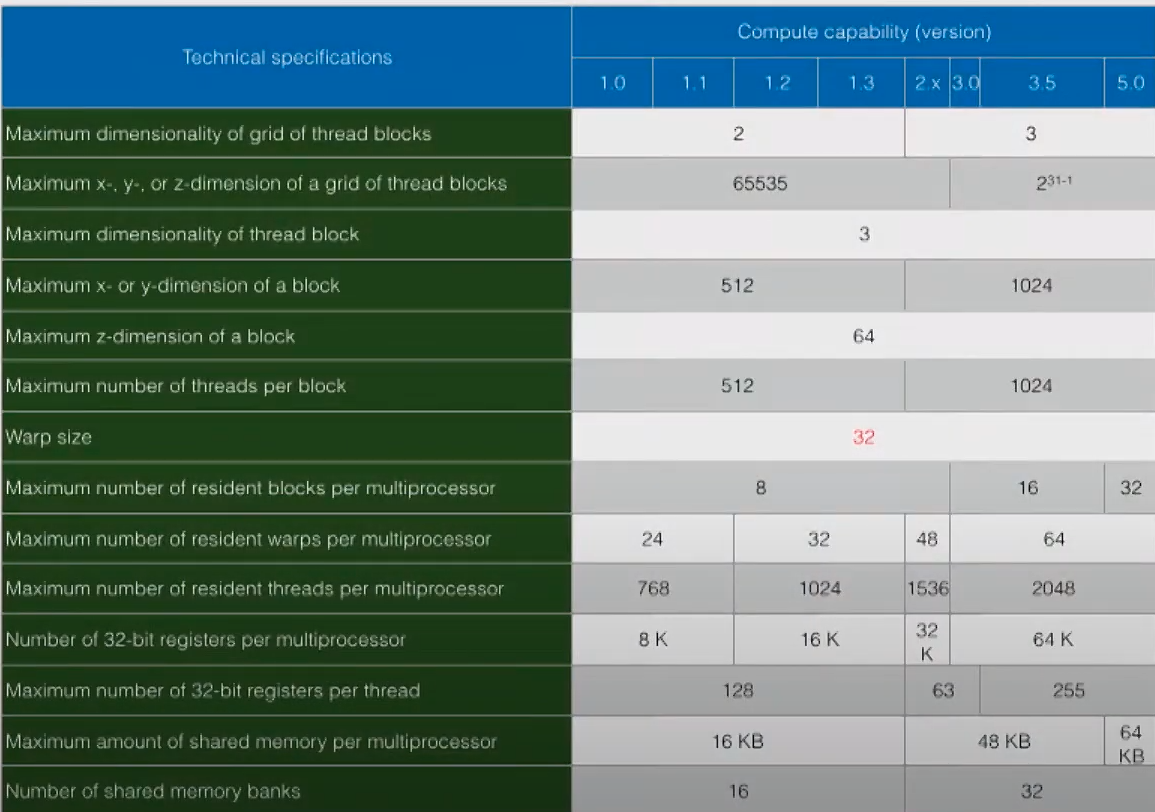 Technical specifications
Compute capability (version)
1.0 1.1 1.2 1.3 2.x 3.0 3.5 5.0
Maximum dimensionality of grid of thread blocks 2 3
Maximum x-, y-, or z-dimension of a grid of thread blocks 65535 2³¹⁻¹
Maximum dimensionality of thread block 3
Maximum x- or y-dimension of a block 512 1024
Maximum z-dimension of a block 64
Maximum number of threads per block 512 1024
Warp size 32
Maximum number of resident blocks per multiprocessor 8 16 32
Maximum number of resident warps per multiprocessor 24 32 48 64
Maximum number of resident threads per multiprocessor 768 1024 1536 2048
Number of 32-bit registers per multiprocessor 8 K 16 K 32 K 64 K
Maximum number of 32-bit registers per thread 128 63 255
Maximum amount of shared memory per multiprocessor 16 KB 48 KB 64 KB
Number of shared memory banks 16 32